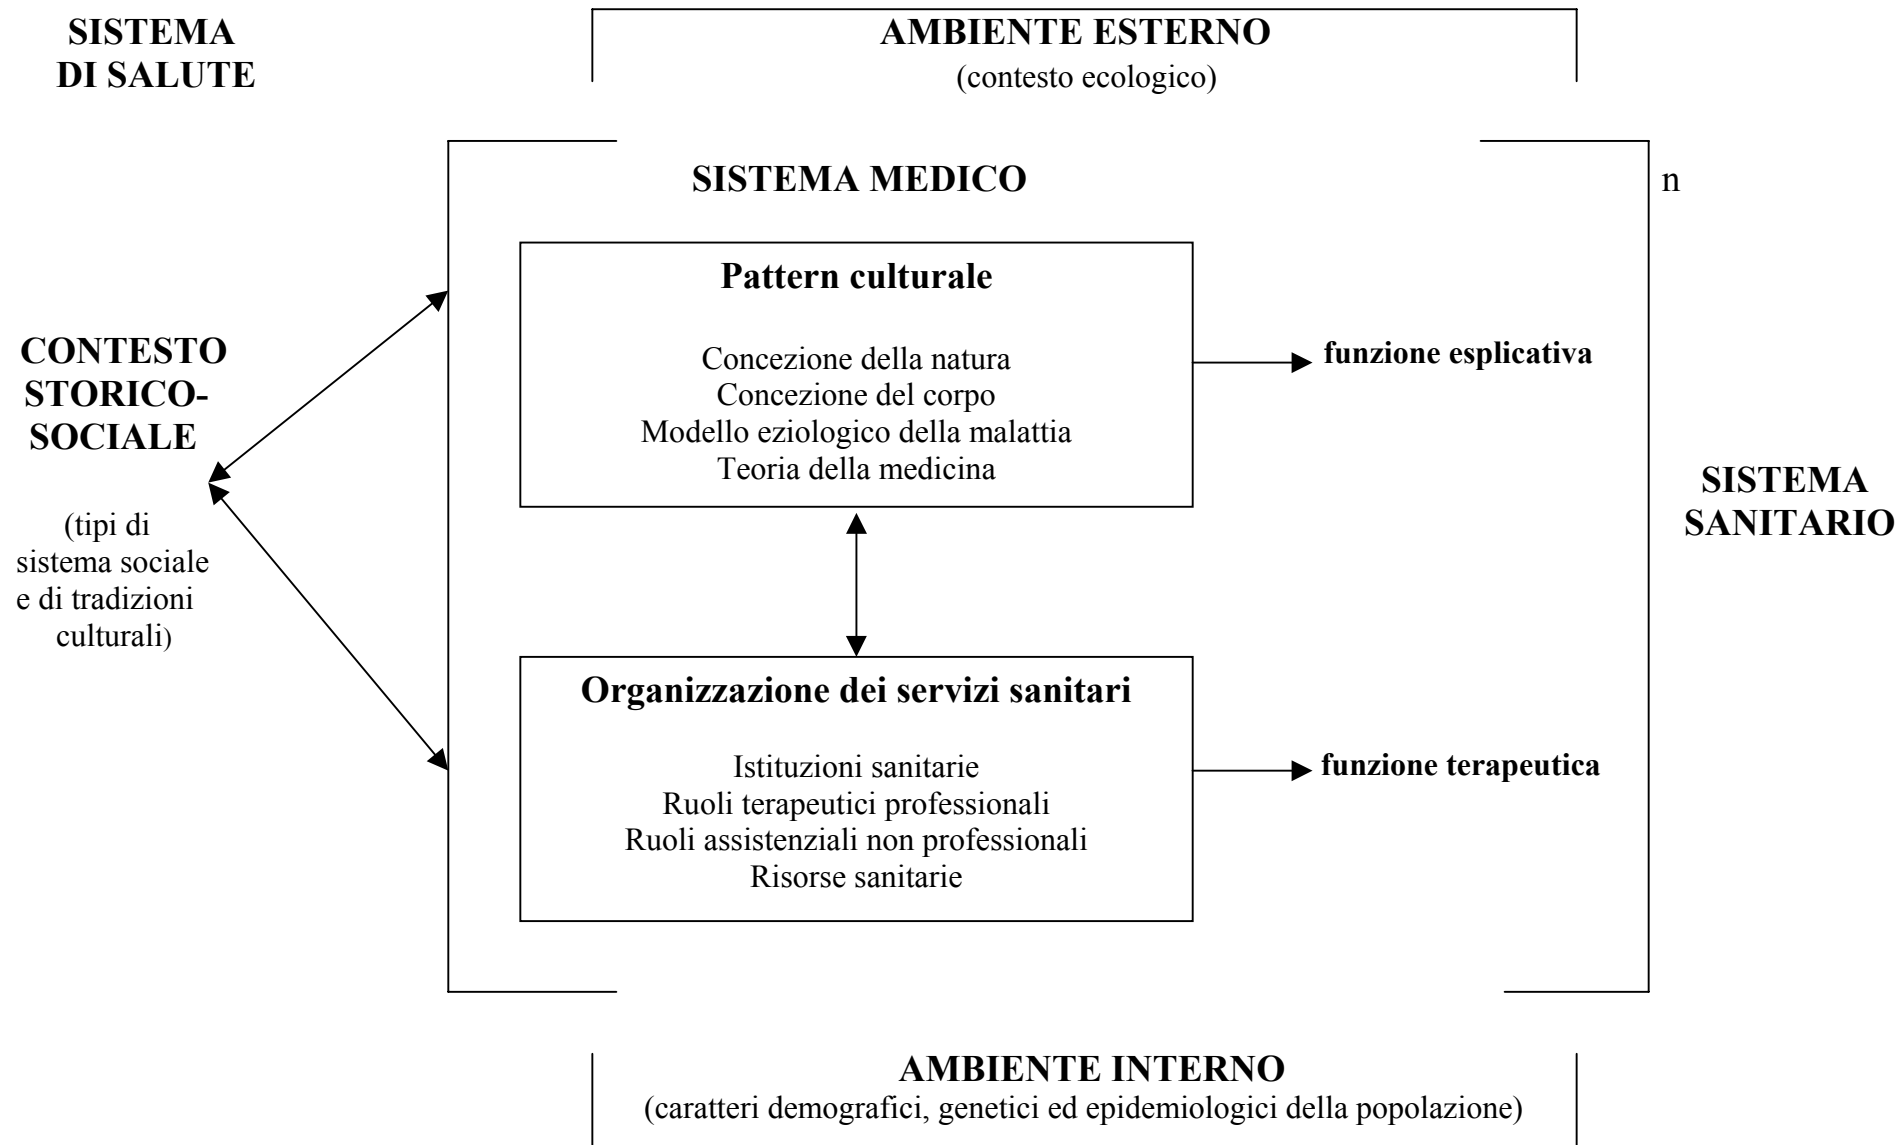 SISTEMA
DI SALUTE
AMBIENTE ESTERNO
(contesto ecologico)
SISTEMA MEDICO
n
Pattern culturale
Concezione della natura
Concezione del corpo
Modello eziologico della malattia
Teoria della medicina
funzione esplicativa
CONTESTO
STORICO-
SOCIALE
(tipi di
sistema sociale
e di tradizioni
culturali)
SISTEMA
SANITARIO
Organizzazione dei servizi sanitari
Istituzioni sanitarie
Ruoli terapeutici professionali
Ruoli assistenziali non professionali
Risorse sanitarie
funzione terapeutica
AMBIENTE INTERNO
(caratteri demografici, genetici ed epidemiologici della popolazione)